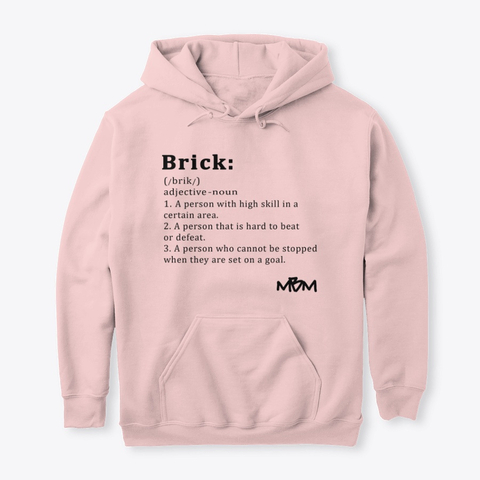 Brick:
(/brik/)
adjective-noun
1. A person with high skill in a
certain area.
2. A person that is hard to beat
or defeat.
3. A person who cannot be stopped
when they are set on a goal.
MBM